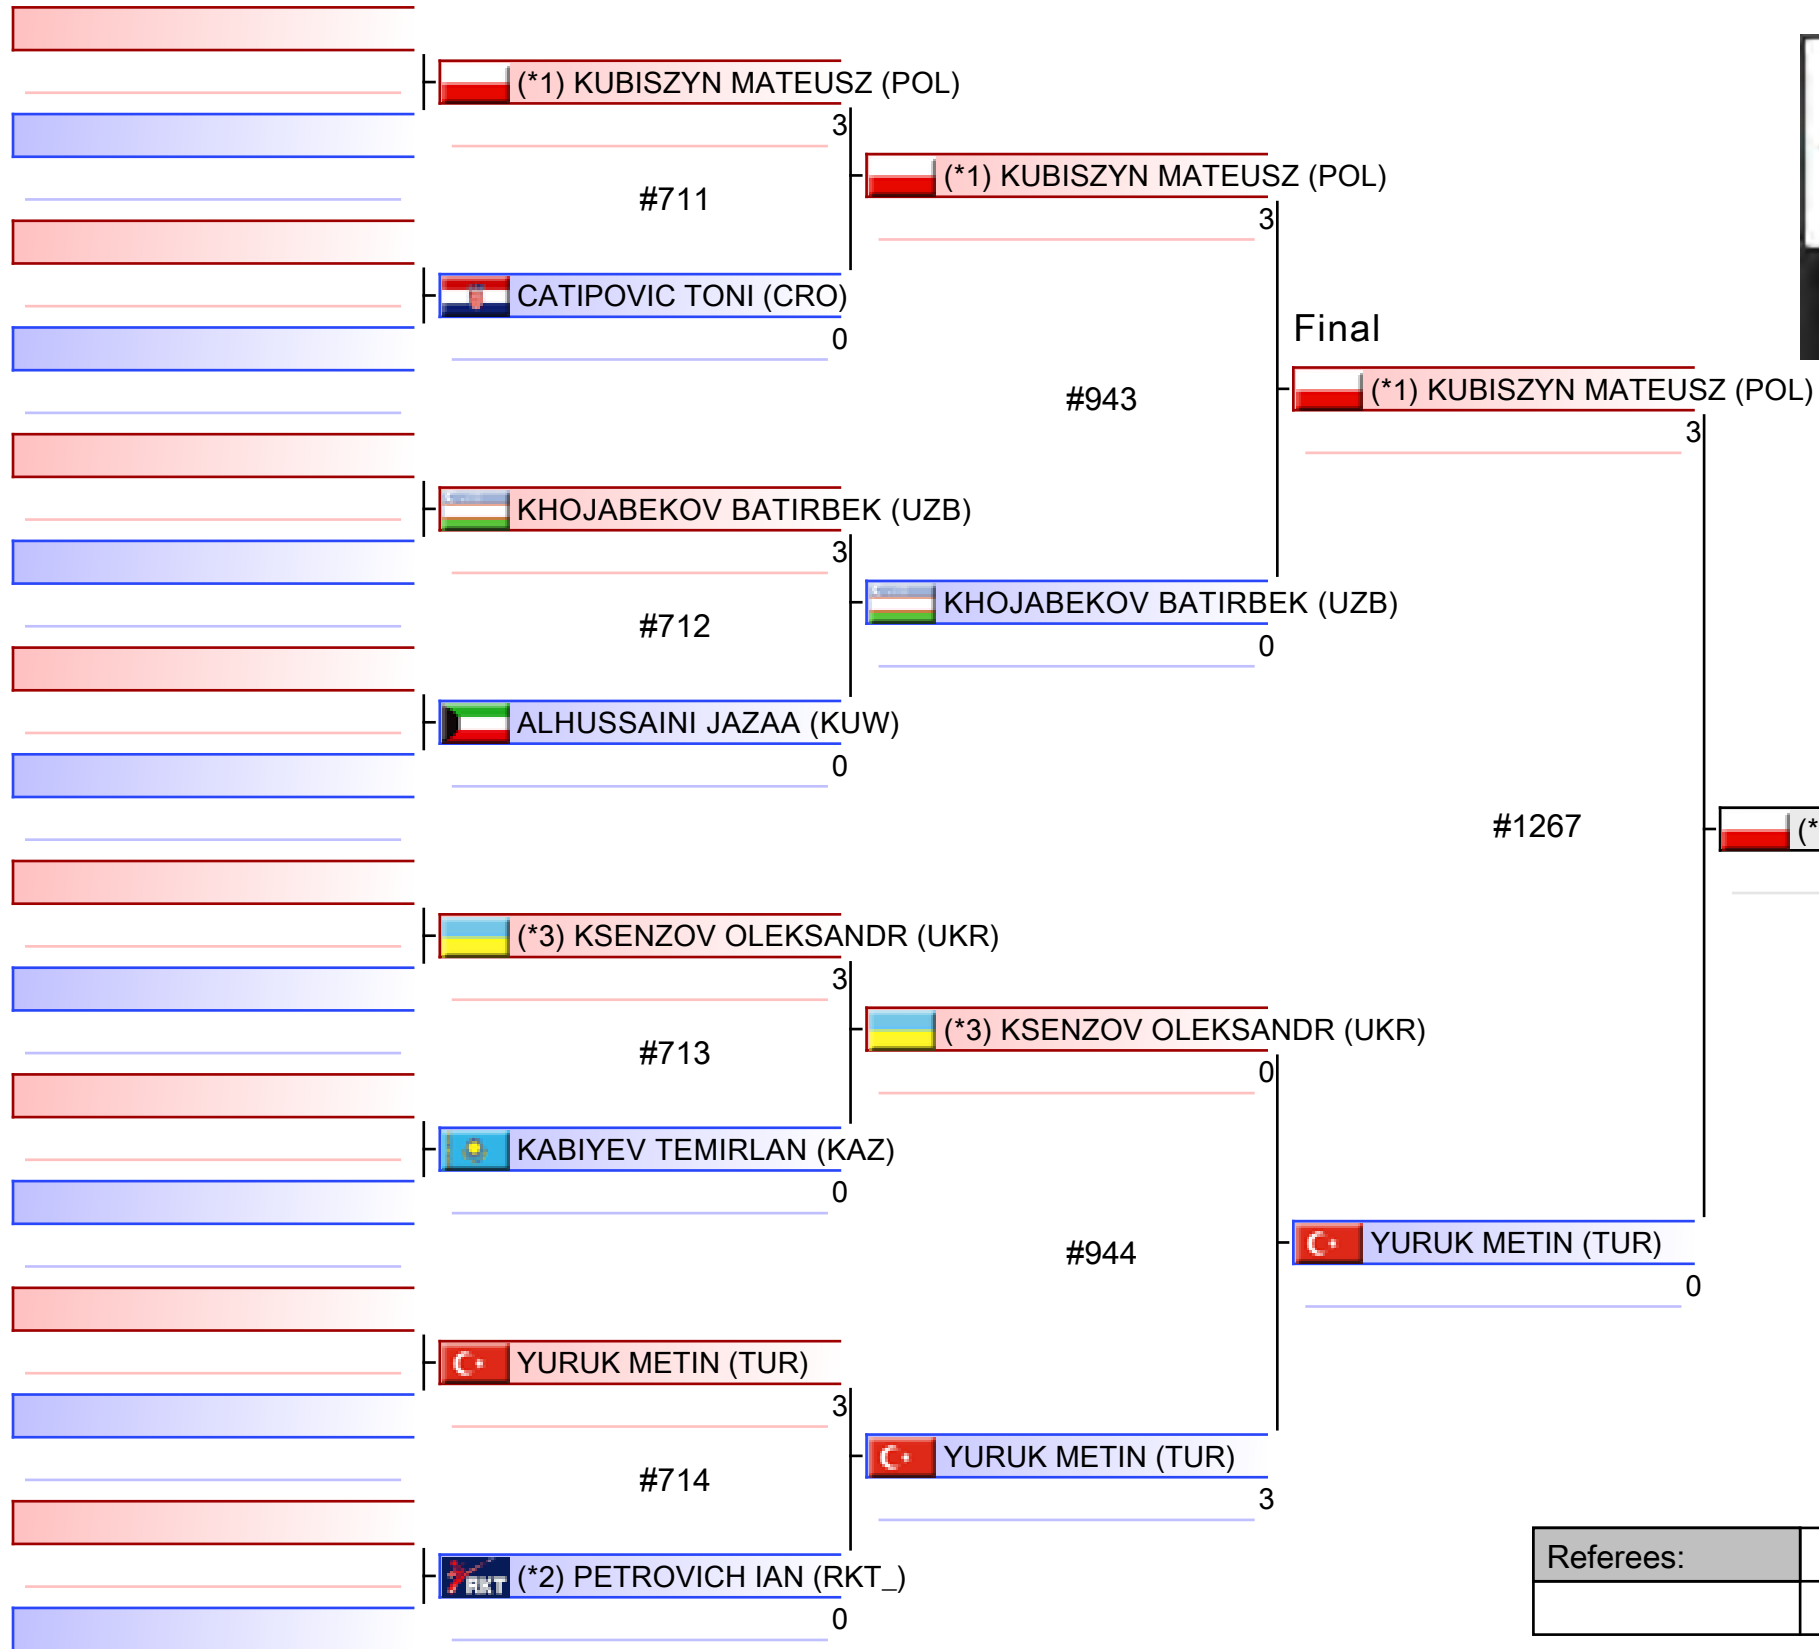 (*1) KUBISZYN MATEUSZ (POL)
3
#711
CATIPOVIC TONI (CRO)
0
KHOJABEKOV BATIRBEK (UZB)
3
#712
ALHUSSAINI JAZAA (KUW)
0
(*3) KSENZOV OLEKSANDR (UKR)
3
#713
KABIYEV TEMIRLAN (KAZ)
0
YURUK METIN (TUR)
3
#714
RKT (*2) PETROVICH IAN (RKT_)
0
(*1) KUBISZYN MATEUSZ (POL)
3
#943
KHOJABEKOV BATIRBEK (UZB)
0
(*3) KSENZOV OLEKSANDR (UKR)
0
#944
YURUK METIN (TUR)
3
Final
(*1) KUBISZYN MATEUSZ (POL)
3
#1267
YURUK METIN (TUR)
0
(*
Referees: